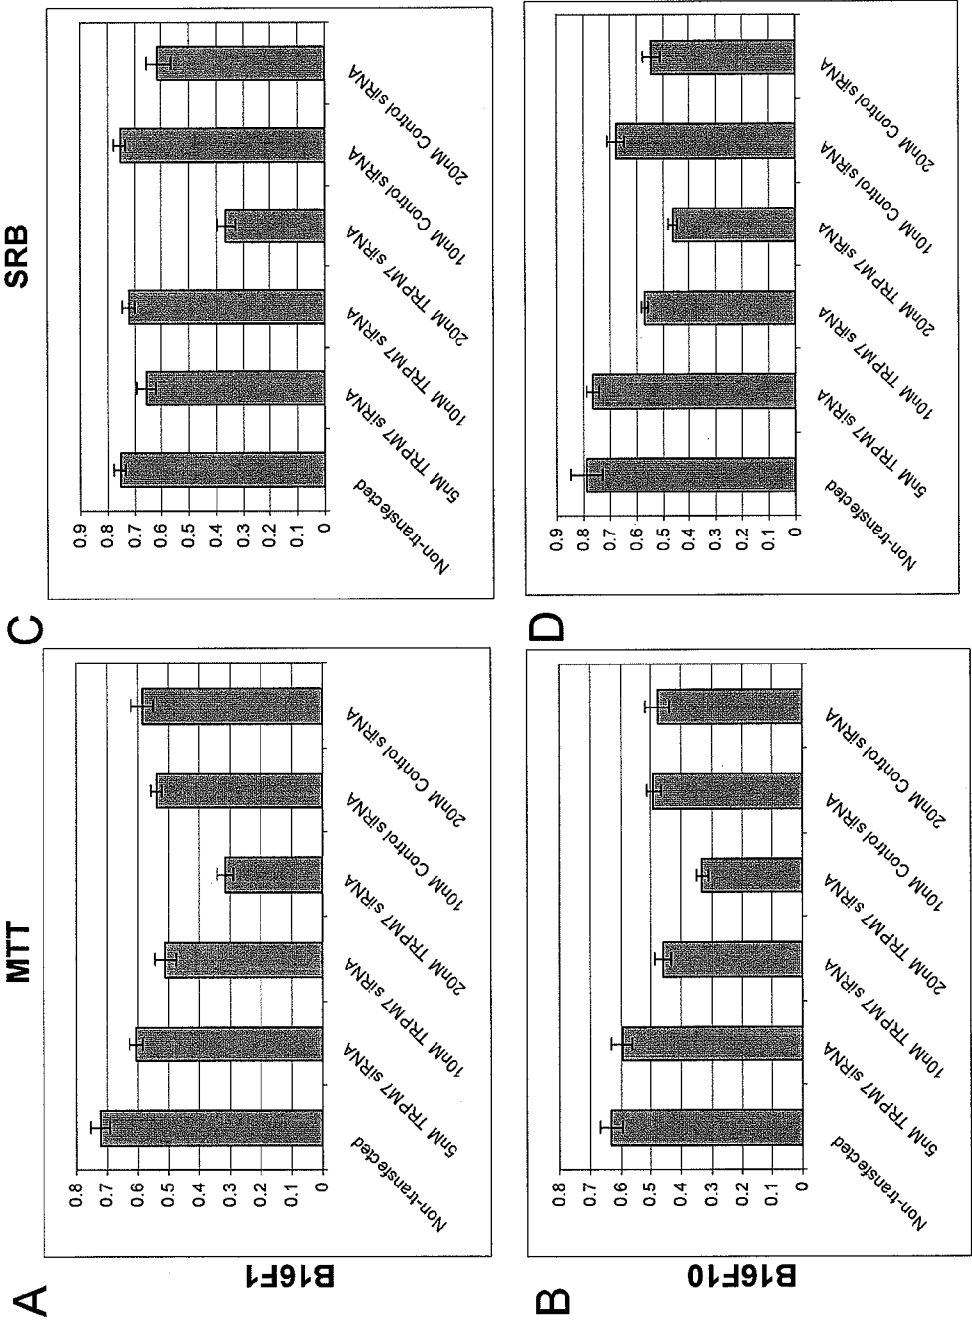 MTT
SRB
A
B16F1
0.8
0.7
0.6
0.5
0.4
0.3
0.2
0.1
0
Non-transfected
5nM TRPM7 siRNA
10nM TRPM7 siRNA
20nM TRPM7 siRNA
10nM Control siRNA
20nM Control siRNA
C
0.9
0.8
0.7
0.6
0.5
0.4
0.3
0.2
0.1
0
Non-transfected
5nM TRPM7 siRNA
10nM TRPM7 siRNA
20nM TRPM7 siRNA
10nM Control siRNA
20nM Control siRNA
B
B16F10
0.8
0.7
0.6
0.5
0.4
0.3
0.2
0.1
0
Non-transfected
5nM TRPM7 siRNA
10nM TRPM7 siRNA
20nM TRPM7 siRNA
10nM Control siRNA
20nM Control siRNA
D
0.9
0.8
0.7
0.6
0.5
0.4
0.3
0.2
0.1
0
Non-transfected
5nM TRPM7 siRNA
10nM TRPM7 siRNA
20nM TRPM7 siRNA
10nM Control siRNA
20nM Control siRNA